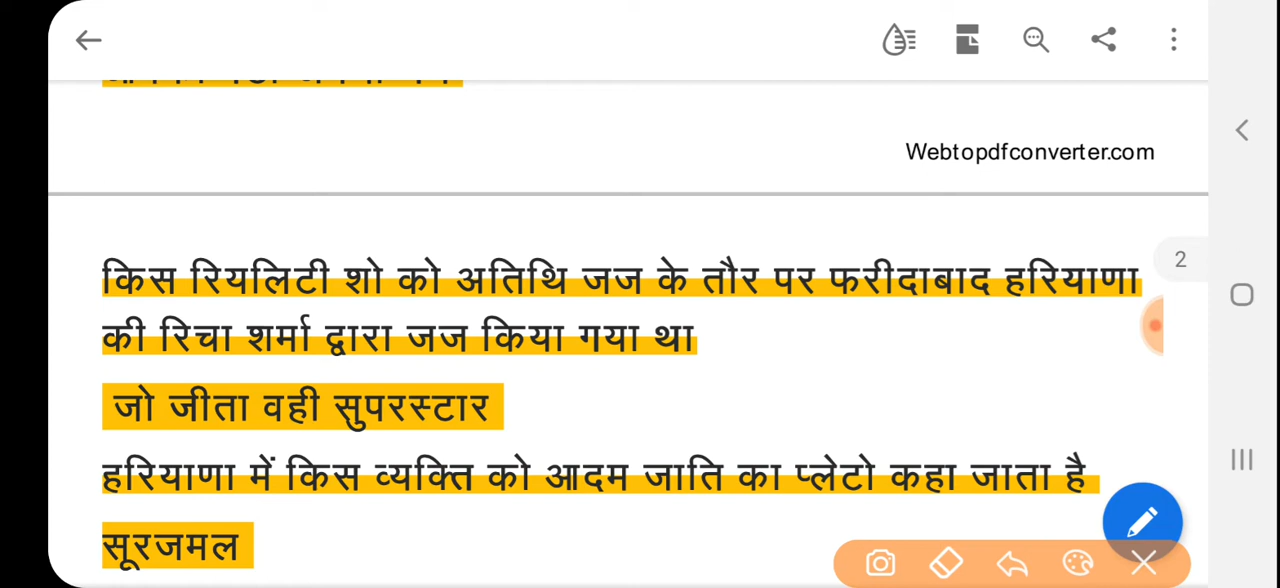 Webtopdfconverter.com
2
किस रियलिटी शो को अतिथि जज के तौर पर फरीदाबाद हरियाणा
की रिचा शर्मा द्वारा जज किया गया था
जो जीता वही सुपरस्टार
हरियाणा में किस व्यक्ति को आदम जाति का प्लेटो कहा जाता है
सूरजमल